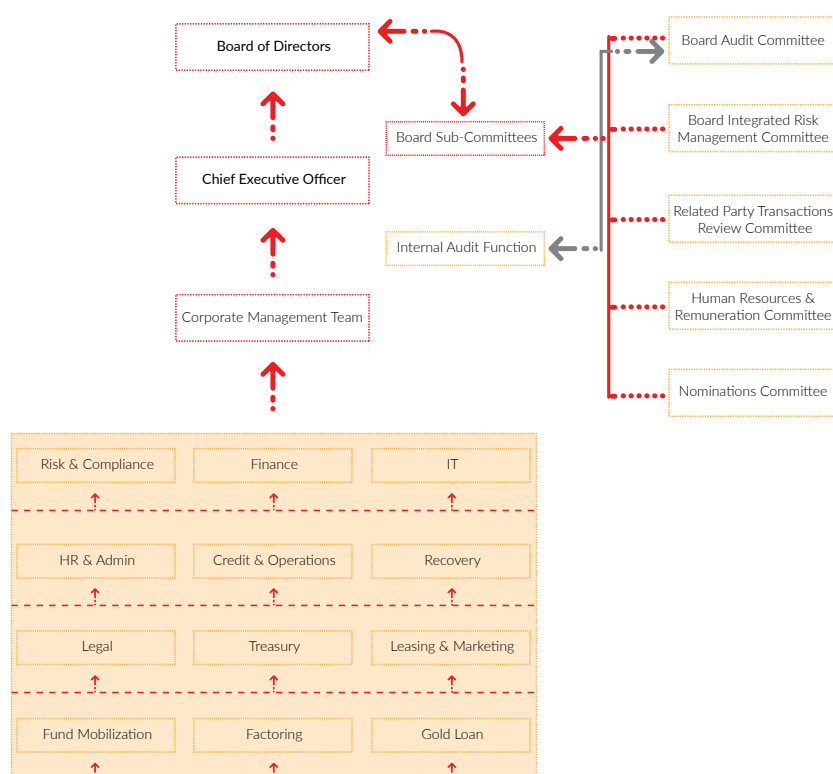 Board of Directors
Board Audit Committee
Board Sub-Committees
Board Integrated Risk
Management Committee
Chief Executive Officer
Related Party Transactions
Review Committee
Internal Audit Function
Corporate Management Team
Human Resources &
Remuneration Committee
Nominations Committee
Risk & Compliance
Finance
IT
HR & Admin
Credit & Operations
Recovery
Legal
Treasury
Leasing & Marketing
Fund Mobilization
Factoring
Gold Loan